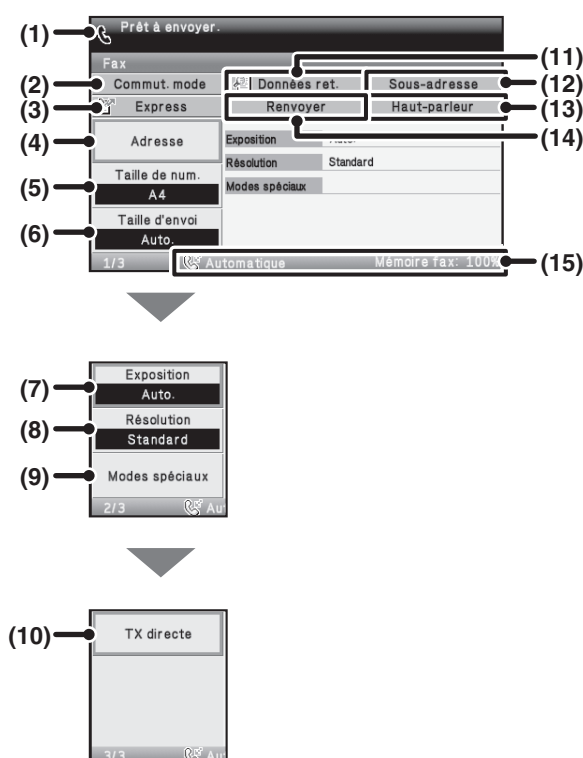 (1) Prêt à envoyer.
Fax
(11)
(2) Commut. mode Données ret. Sous-adresse (12)
(3) Express Renvoyer Haut-parleur (13)
(14)
(4) Adresse Exposition
Résolution Standard
(5) Taille de num.
A4
Modes spéciaux
(6) Taille d'envoi
Auto.
1/3 Automatique Mémoire fax: 100% (15)
(7) Exposition
Auto.
(8) Résolution
Standard
(9) Modes spéciaux
2/3 Au
(10) TX directe
3/3 Au